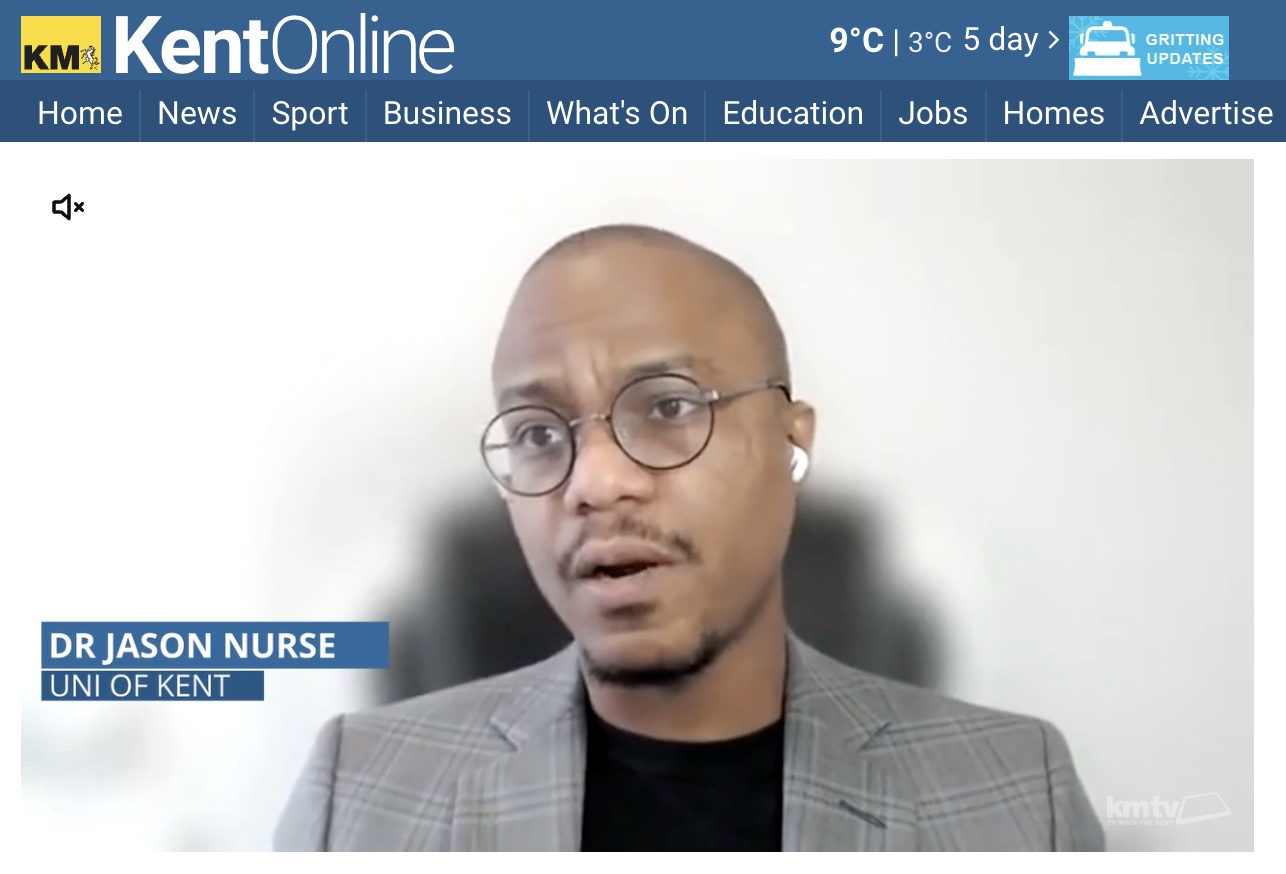 KM KentOnline
9°C | 3°C 5 day
GRITTING
UPDATES
Home News Sport Business What's On Education Jobs Homes Advertise
DR JASON NURSE
UNI OF KENT
kmtv